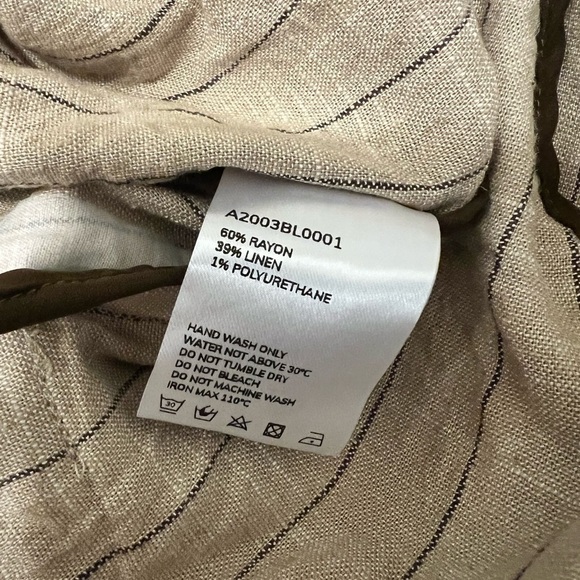 A2003BL0001
60% RAYON
39% LINEN
1% POLYURETHANE
HAND WASH ONLY
WATER NOT ABOVE 30°C
DO NOT TUMBLE DRY
DO NOT BLEACH
DO NOT MACHINE WASH
IRON MAX 110°C
30